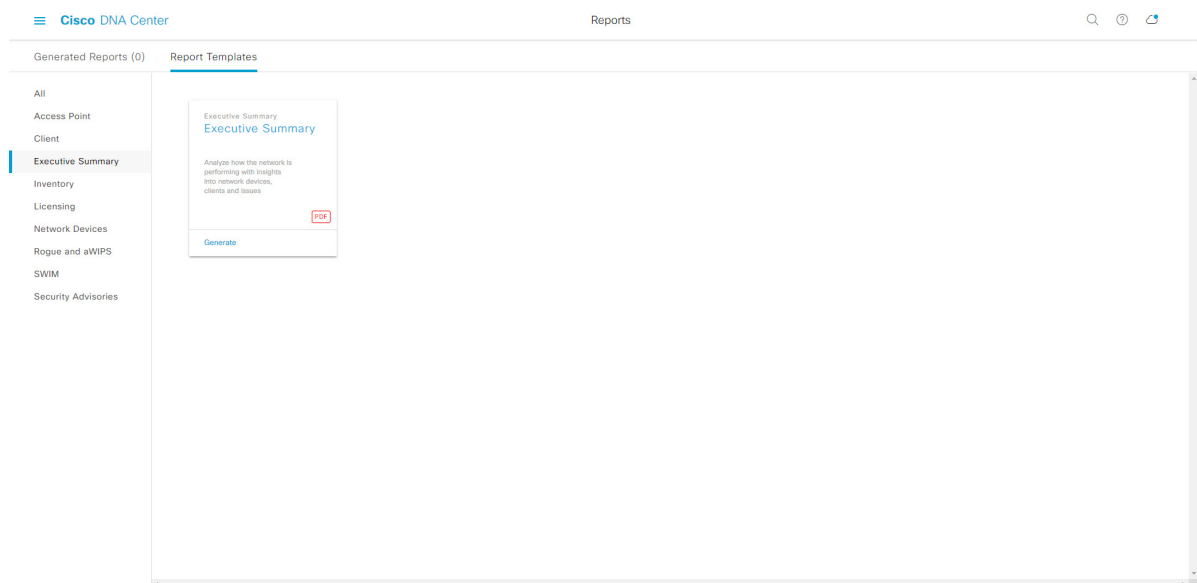 Cisco DNA Center
Reports
Generated Reports (0)
Report Templates
All
Access Point
Client
Executive Summary
Inventory
Licensing
Network Devices
Rogue and aWIPS
SWIM
Security Advisories
Executive Summary
Executive Summary
Analyze how the network is
performing with insights
into network devices,
clients and issues
PDF
Generate